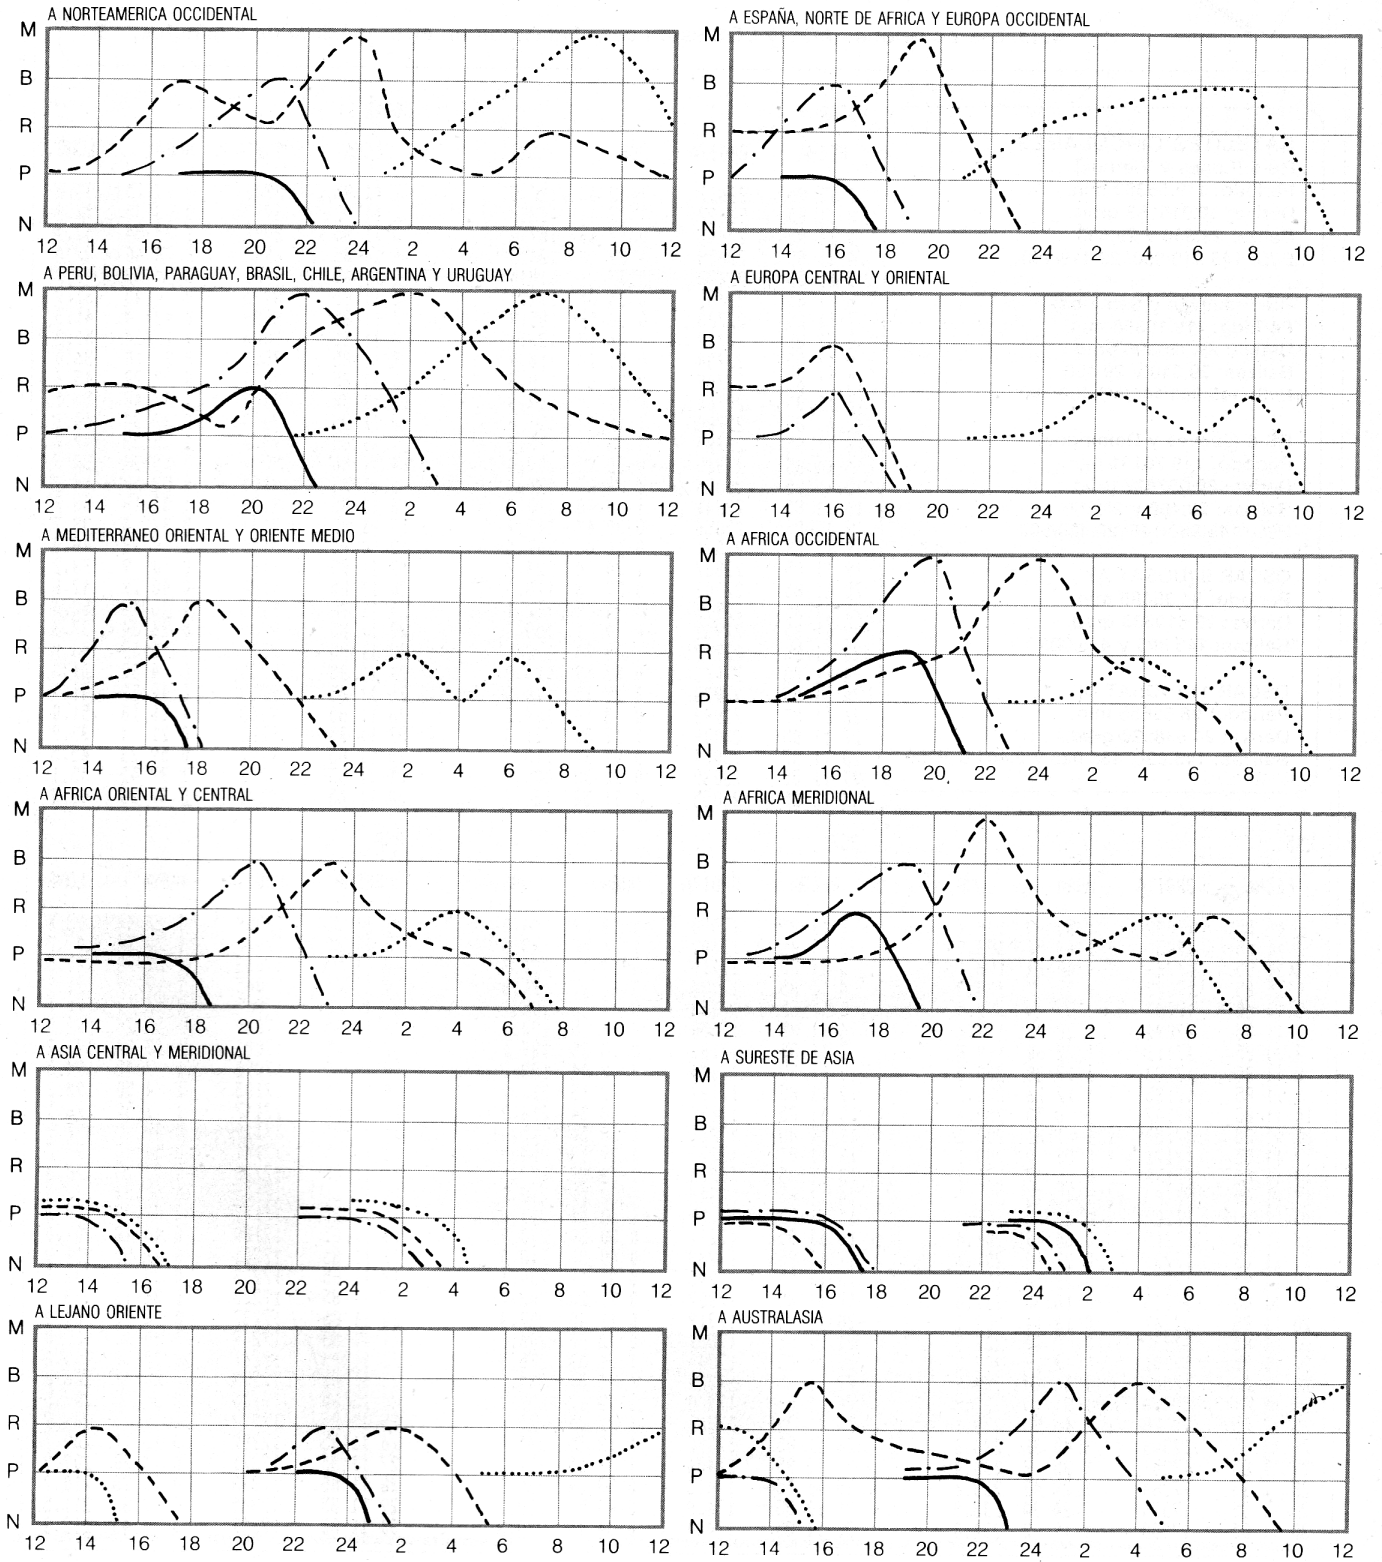 A NORTEAMERICA OCCIDENTAL
M
B
R
P
N
12 14 16 18 20 22 24 2 4 6 8 10 12
A ESPAÑA, NORTE DE AFRICA Y EUROPA OCCIDENTAL
M
B
R
P
N
12 14 16 18 20 22 24 2 4 6 8 10 12
A PERU, BOLIVIA, PARAGUAY, BRASIL, CHILE, ARGENTINA Y URUGUAY
M
B
R
P
N
12 14 16 18 20 22 24 2 4 6 8 10 12
A EUROPA CENTRAL Y ORIENTAL
M
B
R
P
N
12 14 16 18 20 22 24 2 4 6 8 10 12
A MEDITERRANEO ORIENTAL Y ORIENTE MEDIO
M
B
R
P
N
12 14 16 18 20 22 24 2 4 6 8 10 12
A AFRICA OCCIDENTAL
M
B
R
P
N
12 14 16 18 20 22 24 2 4 6 8 10 12
A AFRICA ORIENTAL Y CENTRAL
M
B
R
P
N
12 14 16 18 20 22 24 2 4 6 8 10 12
A AFRICA MERIDIONAL
M
B
R
P
N
12 14 16 18 20 22 24 2 4 6 8 10 12
A ASIA CENTRAL Y MERIDIONAL
M
B
R
P
N
12 14 16 18 20 22 24 2 4 6 8 10 12
A SURESTE DE ASIA
M
B
R
P
N
12 14 16 18 20 22 24 2 4 6 8 10 12
A LEJANO ORIENTE
M
B
R
P
N
12 14 16 18 20 22 24 2 4 6 8 10 12
A AUSTRALASIA
M
B
R
P
N
12 14 16 18 20 22 24 2 4 6 8 10 12